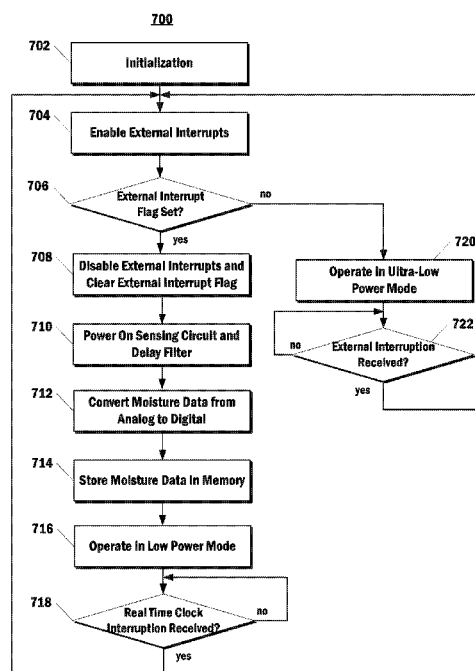 700
702
Initialization
704
Enable External Interrupts
706
External Interrupt
Flag Set?
no
yes
708
Disable External Interrupts and
Clear External Interrupt Flag
720
Operate in Ultra-Low
Power Mode
710
Power On Sensing Circuit and
Delay Filter
722
no
External Interruption
Received?
yes
712
Convert Moisture Data from
Analog to Digital
714
Store Moisture Data in Memory
716
Operate in Low Power Mode
718
Real Time Clock
Interruption Received?
no
yes